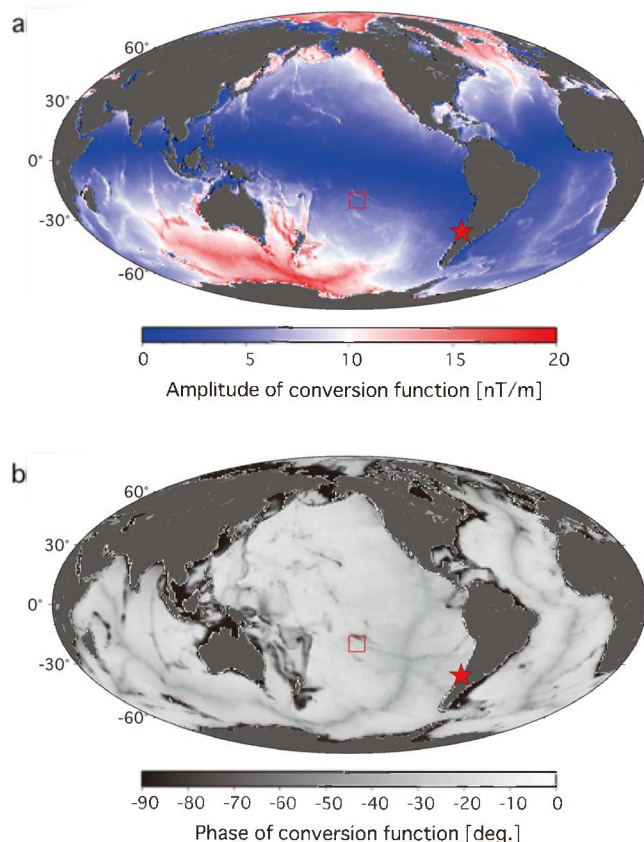 a
60°
30°
0°
-30°
-60°
0 5 10 15 20
Amplitude of conversion function [nT/m]
b
60°
30°
0°
-30°
-60°
-90 -80 -70 -60 -50 -40 -30 -20 -10 0
Phase of conversion function [deg.]